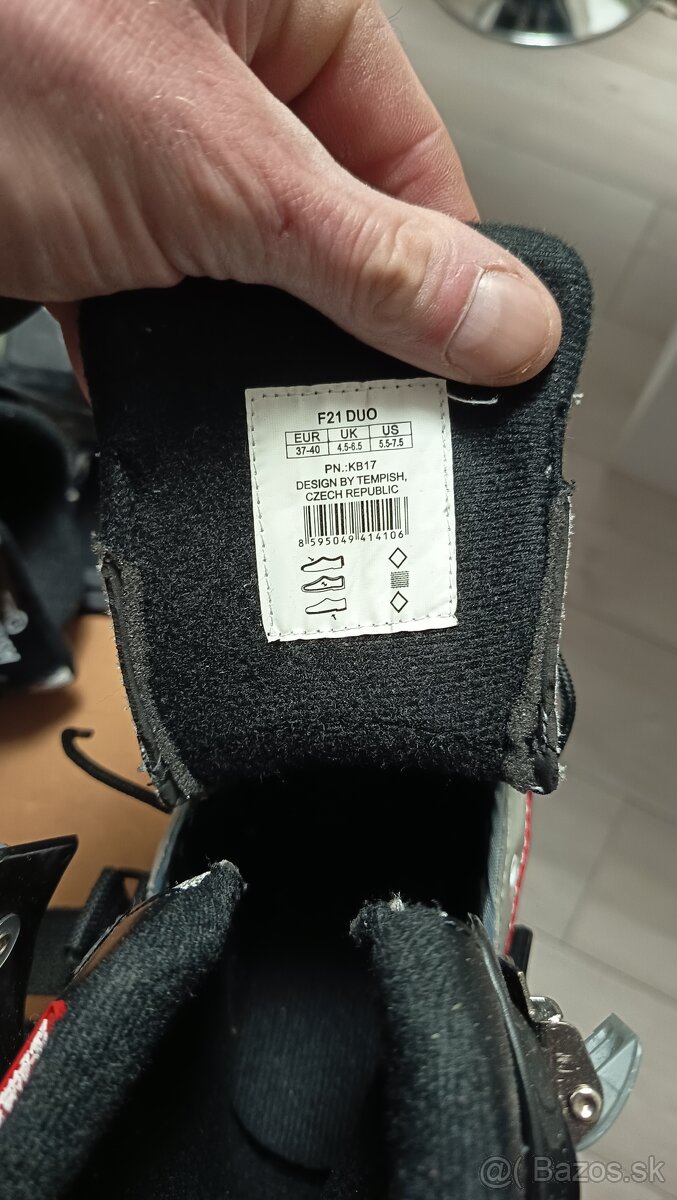 F21 DUO
EUR UK US
37-40 4.5-6.5 5.5-7.5
PN.:KB17
DESIGN BY TEMPISH,
CZECH REPUBLIC
8 595049 414106
Bazos.sk